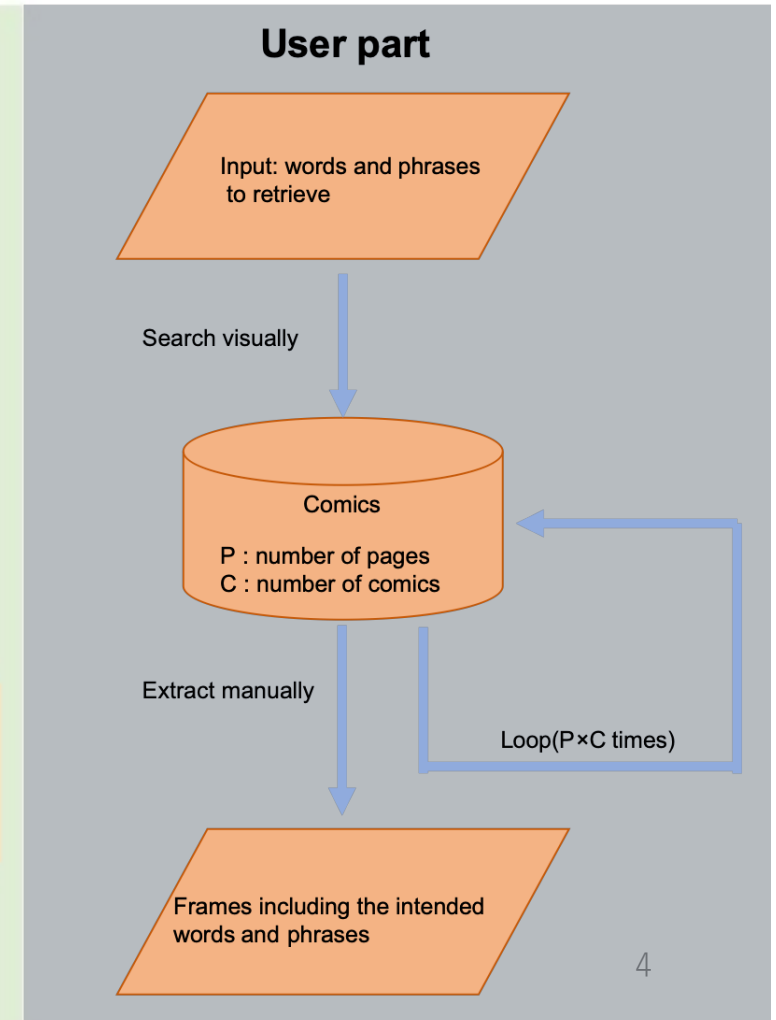 User part
Input: words and phrases
to retrieve
Search visually
Comics
P : number of pages
C : number of comics
Extract manually
Loop(P×C times)
Frames including the intended
words and phrases
4